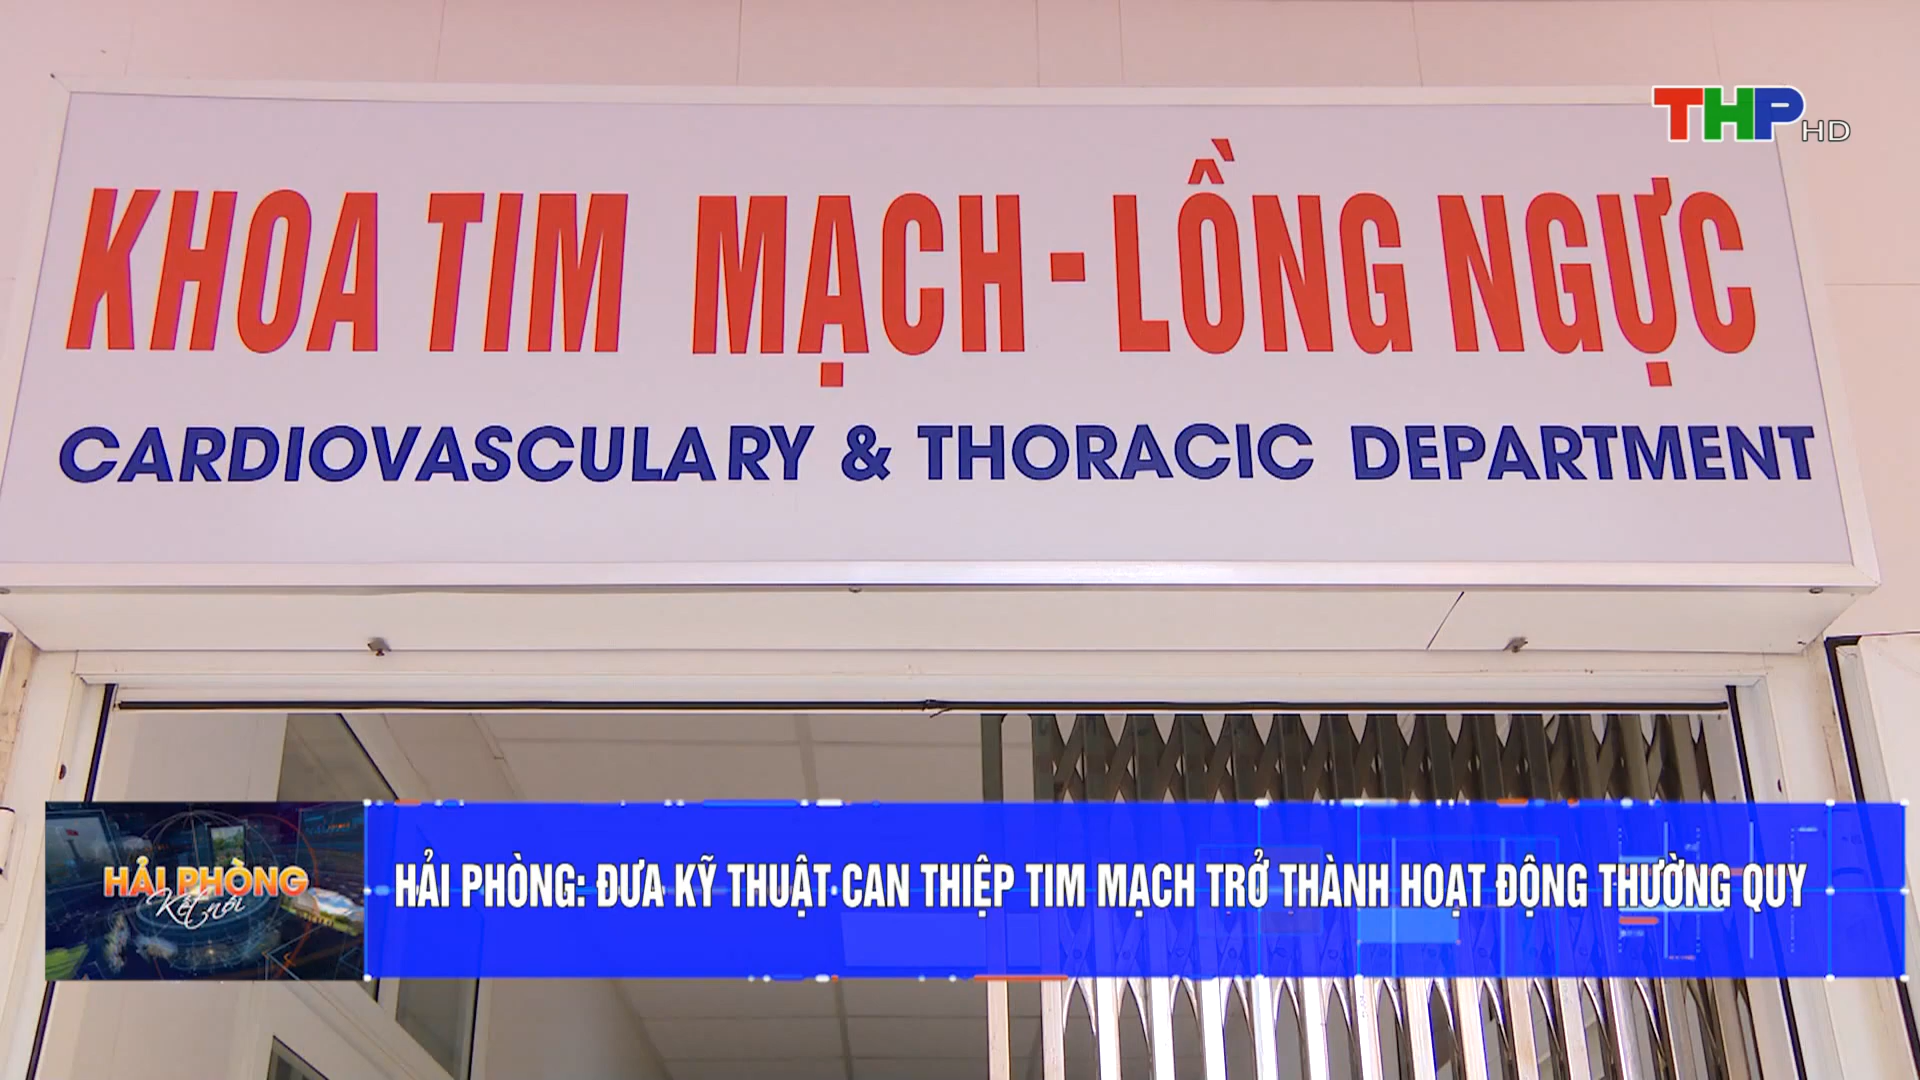 THP HD
KHOA TIM MẠCH - LỒNG NGỰC
CARDIOVASCULARY & THORACIC DEPARTMENT
HẢI PHÒNG
Kết nối
HẢI PHÒNG: ĐƯA KỸ THUẬT CAN THIỆP TIM MẠCH TRỞ THÀNH HOẠT ĐỘNG THƯỜNG QUY